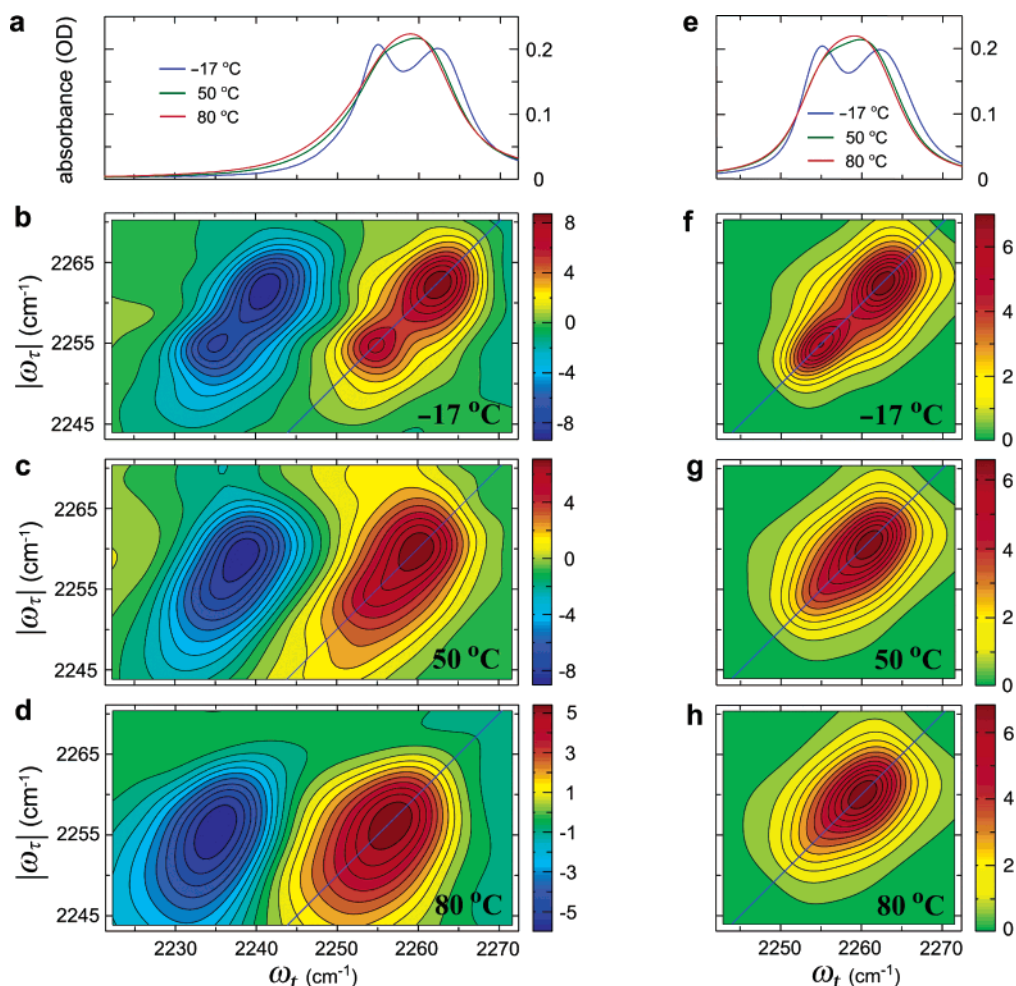 a
absorbance (OD)
−17 °C
50 °C
80 °C
0.2
0.1
0
e
−17 °C
50 °C
80 °C
0.2
0.1
0
b
|ωτ| (cm⁻¹)
2265
2255
2245
−17 °C
8
4
0
-4
-8
f
−17 °C
6
4
2
0
c
|ωτ| (cm⁻¹)
2265
2255
2245
50 °C
4
0
-4
-8
g
50 °C
6
4
2
0
d
|ωτ| (cm⁻¹)
2265
2255
2245
80 °C
5
3
1
-1
-3
-5
2230 2240 2250 2260 2270
ωt (cm⁻¹)
h
80 °C
6
4
2
0
2250 2260 2270
ωt (cm⁻¹)